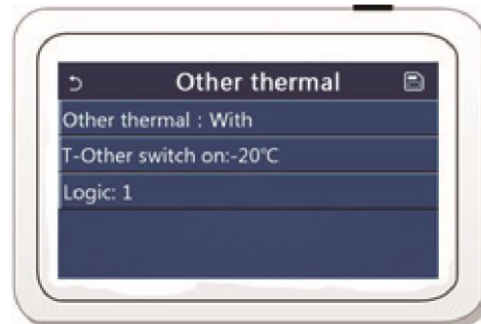 Other thermal
Other thermal : With
T-Other switch on:-20℃
Logic: 1